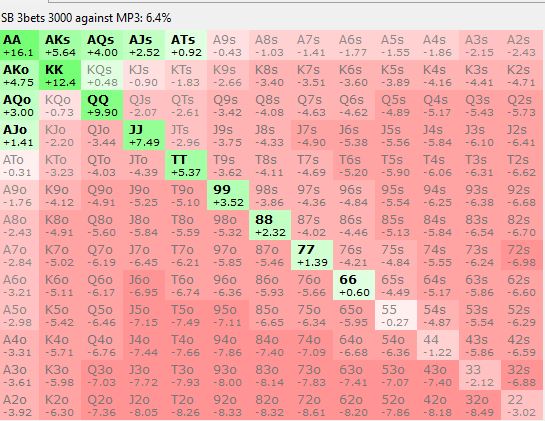 SB 3bets 3000 against MP3: 6.4%
AA AKs AQs AJs ATs A9s A8s A7s A6s A5s A4s A3s A2s
+16.1 +5.64 +4.00 +2.52 +0.92 -0.43 -1.03 -1.41 -1.77 -1.55 -1.86 -2.15 -2.43
AKo KK KQs KJs KTs K9s K8s K7s K6s K5s K4s K3s K2s
+4.75 +12.4 +0.48 -0.90 -1.83 -2.66 -3.40 -3.51 -3.60 -3.89 -4.16 -4.41 -4.71
AQo KQo QQ QJs QTs Q9s Q8s Q7s Q6s Q5s Q4s Q3s Q2s
+3.00 -0.73 +9.90 -2.07 -2.61 -3.42 -4.08 -4.63 -4.62 -4.89 -5.17 -5.43 -5.73
AJo KJo QJo JJ JTs J9s J8s J7s J6s J5s J4s J3s J2s
+1.41 -2.20 -3.44 +7.49 -2.96 -3.75 -4.33 -4.90 -5.38 -5.56 -5.84 -6.10 -6.41
ATo KTo QTo JTo TT T9s T8s T7s T6s T5s T4s T3s T2s
-0.31 -3.23 -4.03 -4.39 +5.37 -3.62 -4.11 -4.69 -5.20 -5.90 -6.06 -6.31 -6.62
A9o K9o Q9o J9o T9o 99 98s 97s 96s 95s 94s 93s 92s
-1.76 -4.12 -4.91 -5.25 -5.10 +3.52 -3.86 -4.36 -4.84 -5.54 -6.25 -6.38 -6.68
A8o K8o Q8o J8o T8o 98o 88 87s 86s 85s 84s 83s 82s
-2.43 -4.91 -5.60 -5.84 -5.59 -5.32 +2.32 -4.02 -4.46 -5.13 -5.84 -6.54 -6.70
A7o K7o Q7o J7o T7o 97o 87o 77 76s 75s 74s 73s 72s
-2.84 -5.02 -6.19 -6.45 -6.21 -5.85 -5.46 +1.39 -4.21 -4.84 -5.55 -6.24 -6.98
A6o K6o Q6o J6o T6o 96o 86o 76o 66 65s 64s 63s 62s
-3.21 -5.11 -6.17 -6.95 -6.74 -6.36 -5.93 -5.66 +0.60 -4.49 -5.17 -5.86 -6.60
A5o K5o Q5o J5o T5o 95o 85o 75o 65o 55 54s 53s 52s
-2.98 -5.42 -6.46 -7.15 -7.49 -7.11 -6.65 -6.34 -5.95 -0.27 -4.87 -5.54 -6.29
A4o K4o Q4o J4o T4o 94o 84o 74o 64o 54o 44 43s 42s
-3.31 -5.71 -6.76 -7.44 -7.66 -7.86 -7.40 -7.09 -6.68 -6.36 -1.22 -5.86 -6.59
A3o K3o Q3o J3o T3o 93o 83o 73o 63o 53o 43o 33 32s
-3.61 -5.98 -7.03 -7.72 -7.93 -8.00 -8.14 -7.83 -7.41 -7.07 -7.40 -2.12 -6.88
A2o K2o Q2o J2o T2o 92o 82o 72o 62o 52o 42o 32o 22
-3.92 -6.30 -7.36 -8.05 -8.26 -8.32 -8.32 -8.61 -8.20 -7.86 -8.18 -8.49 -3.02